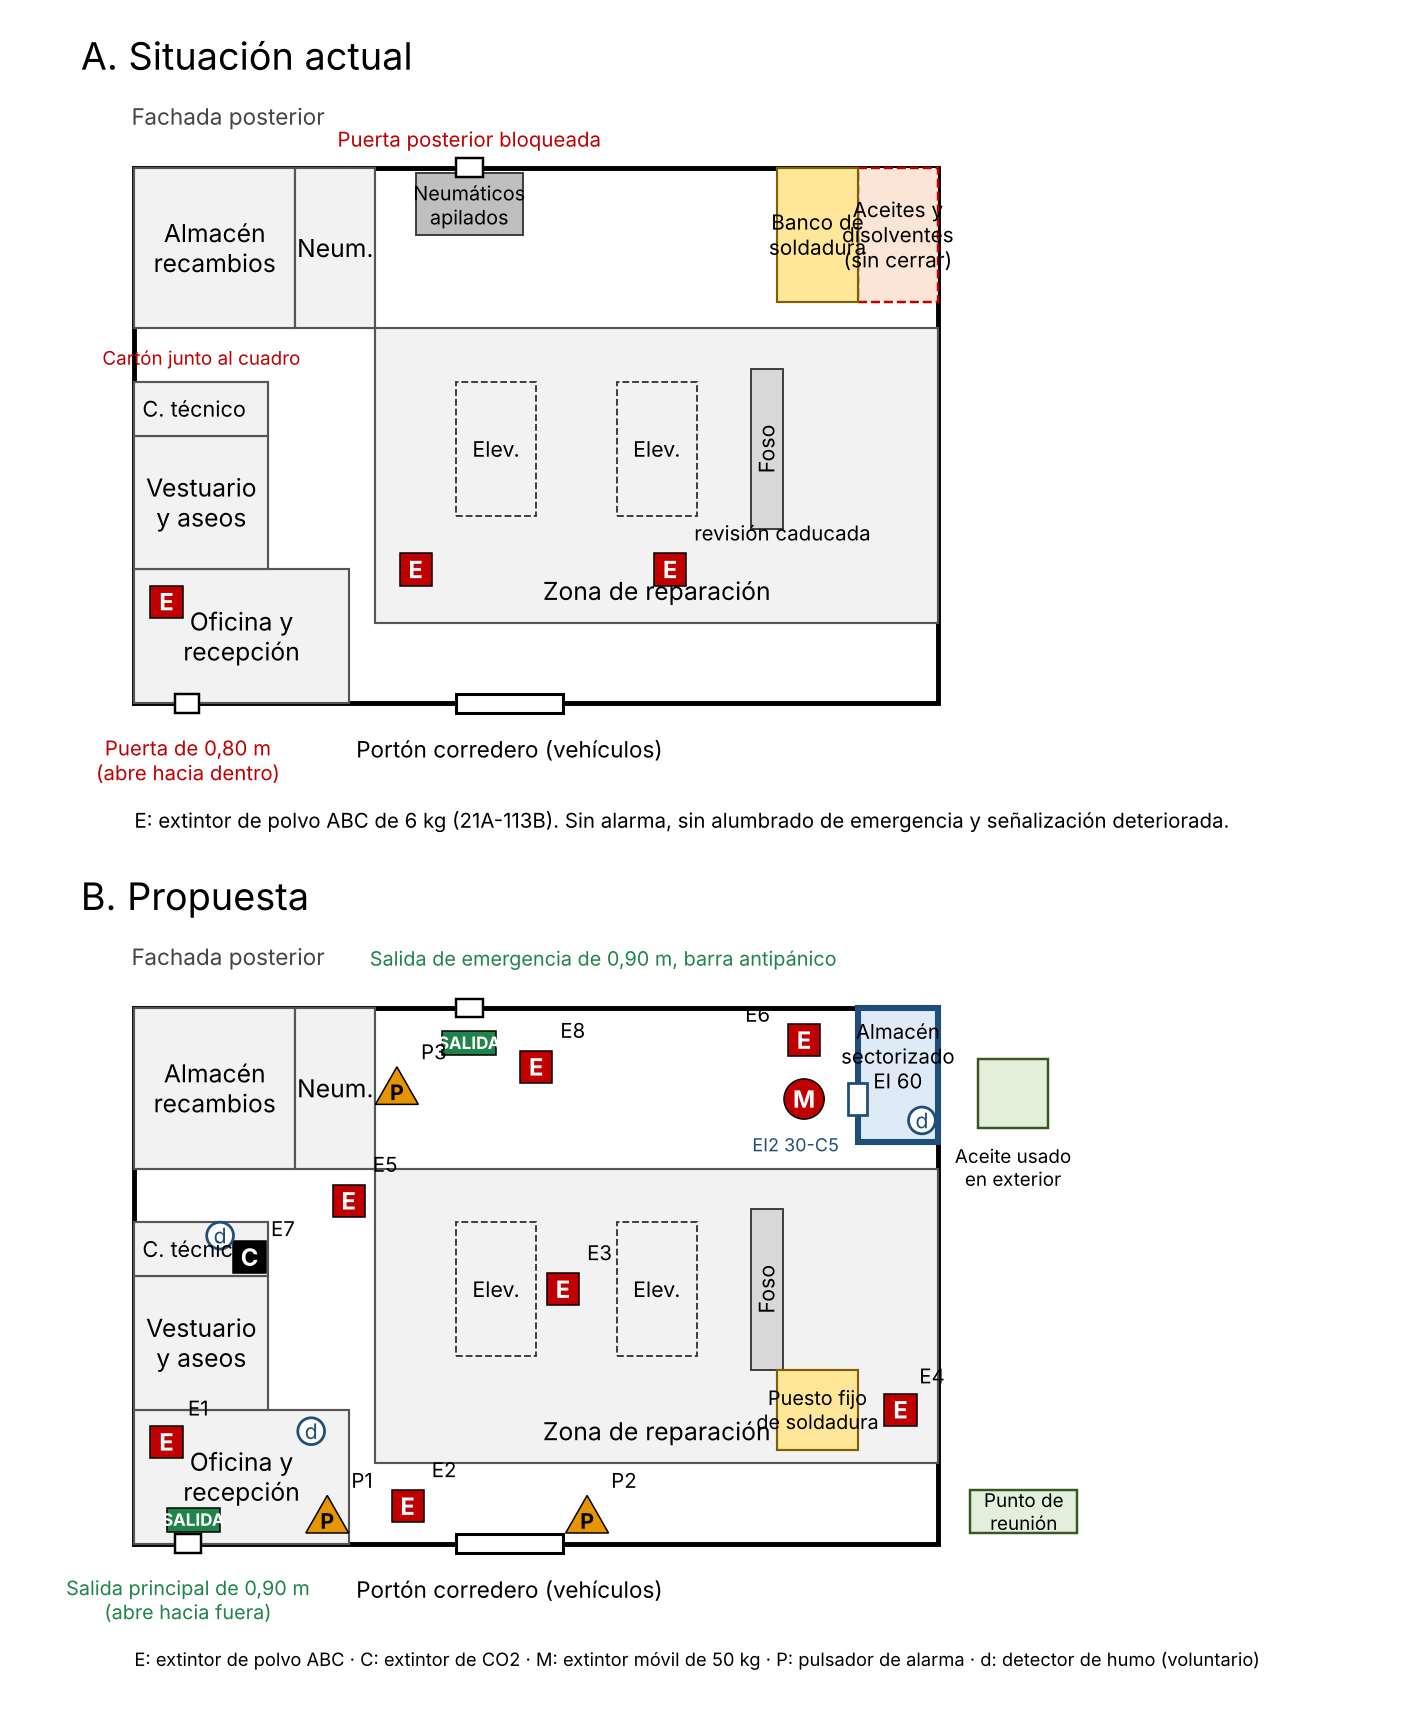 A. Situación actual
Fachada posterior
Puerta posterior bloqueada
Neumáticos
apilados
Almacén
recambios
Neum.
Banco de
soldadura
Aceites y
disolventes
(sin cerrar)
Cartón junto al cuadro
C. técnico
Elev.
Elev.
Foso
Vestuario
y aseos
revisión caducada
E
E
Zona de reparación
E
Oficina y
recepción
Puerta de 0,80 m
(abre hacia dentro)
Portón corredero (vehículos)
E: extintor de polvo ABC de 6 kg (21A-113B). Sin alarma, sin alumbrado de emergencia y señalización deteriorada.
B. Propuesta
Fachada posterior
Salida de emergencia de 0,90 m, barra antipánico
E6
E8
SALIDA
P3
E
E
Almacén
sectorizado
EI 60
Almacén
recambios
Neum.
P
M
d
EI2 30-C5
Aceite usado
en exterior
E5
E
d
E7
C. técnic
C
E3
Elev.
E
Elev.
Foso
Vestuario
y aseos
E4
Puesto fijo
de soldadura
E
E1
E
d
Zona de reparación
Oficina y
recepción
E2
P1
P2
SALIDA
P
E
P
Punto de
reunión
Salida principal de 0,90 m
(abre hacia fuera)
Portón corredero (vehículos)
E: extintor de polvo ABC · C: extintor de CO2 · M: extintor móvil de 50 kg · P: pulsador de alarma · d: detector de humo (voluntario)